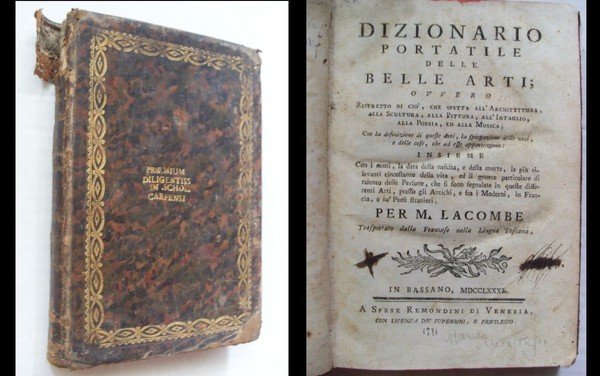 PRÆMIUM
DILIGENTISS
IN SCHOL
CARPENSI
DIZIONARIO
PORTATILE
DELLE
BELLE ARTI;
OVVERO
RISTRETTO DI CIO', CHE SPETTA ALL'ARCHITETTURA,
ALLA SCULTURA, ALLA PITTURA, ALL'INTAGLIO,
ALLA POESIA, ED ALLA MUSICA;
Con la definizione di queste Arti, la spiegazione delle voci,
e delle cose, che ad esse appartengono:
INSIEME
Con i nomi, la data della nascita, e della morte, le più ri-
levanti circostanze della vita, ed il genere particolare di
talento delle Persone, che si sono segnalate in queste diffe-
renti Arti, presso gli Antichi, e fra i Moderni, in Fran-
cia, e ne' Paesi stranieri.
PER M. LACOMBE
Trasportato dalla Francese nella Lingua Toscana.
IN BASSANO, MDCCLXXXI.
A SPESE REMONDINI DI VENEZIA.
CON LICENZA DE' SUPERIORI, E PRIVILEGIO.
1781